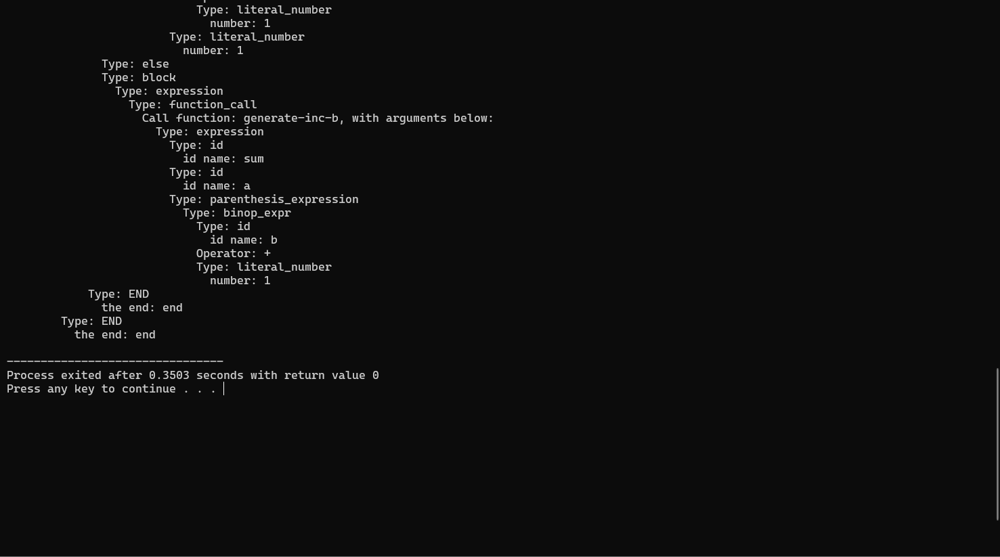 Type: literal_number
number: 1
Type: literal_number
number: 1
Type: else
Type: block
Type: expression
Type: function_call
Call function: generate-inc-b, with arguments below:
Type: expression
Type: id
id name: sum
Type: id
id name: a
Type: parenthesis_expression
Type: binop_expr
Type: id
id name: b
Operator: +
Type: literal_number
number: 1
Type: END
the end: end
Type: END
the end: end
--------------------------------
Process exited after 0.3503 seconds with return value 0
Press any key to continue . . .